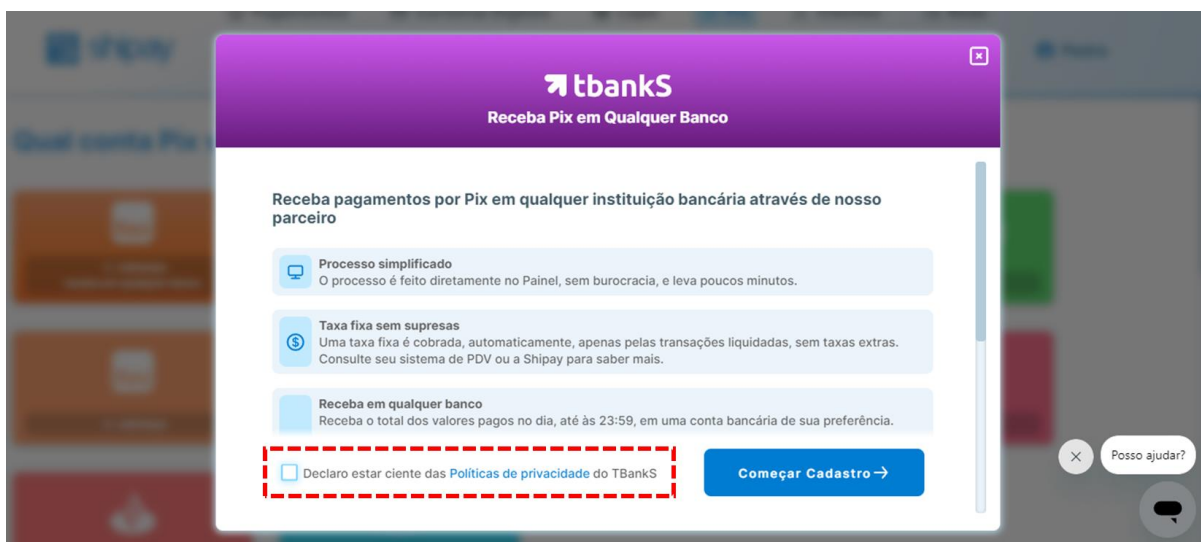 shipay
tbankS
Receba Pix em Qualquer Banco
Qual conta Pix
Receba pagamentos por Pix em qualquer instituição bancária através de nosso
parceiro
Processo simplificado
O processo é feito diretamente no Painel, sem burocracia, e leva poucos minutos.
Taxa fixa sem supresas
Uma taxa fixa é cobrada, automaticamente, apenas pelas transações liquidadas, sem taxas extras.
Consulte seu sistema de PDV ou a Shipay para saber mais.
Receba em qualquer banco
Receba o total dos valores pagos no dia, até às 23:59, em uma conta bancária de sua preferência.
Declaro estar ciente das Políticas de privacidade do TBankS
Começar Cadastro →
Posso ajudar?